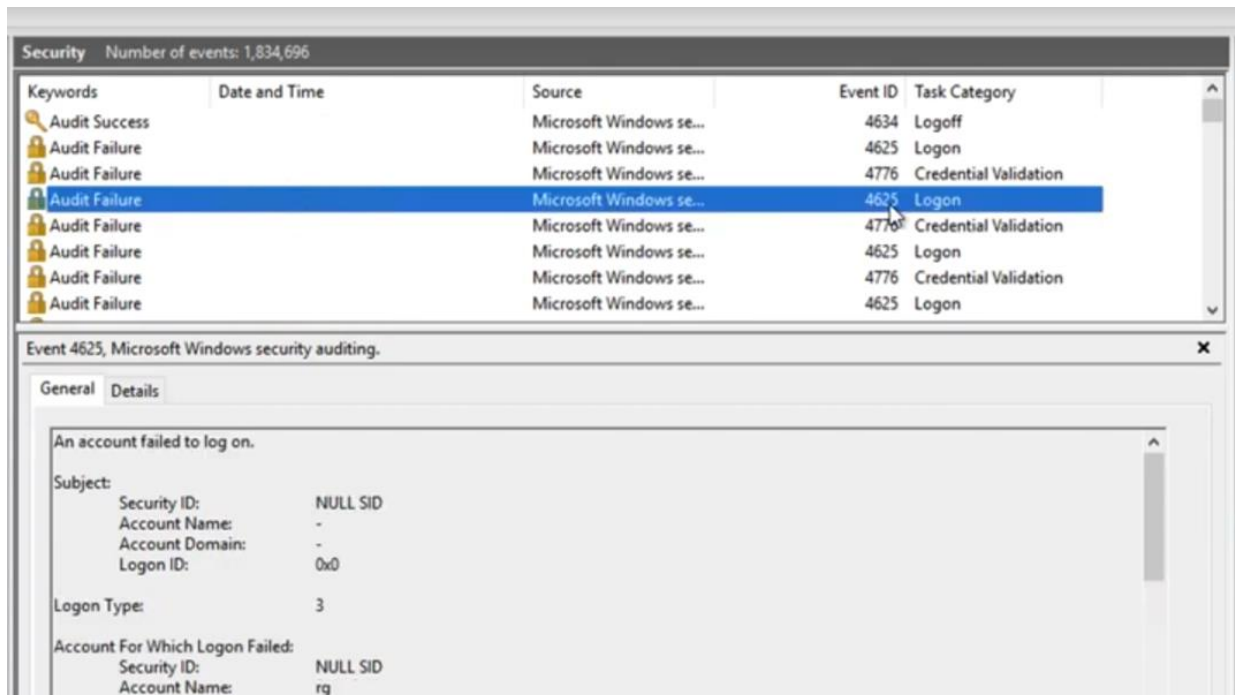 Security Number of events: 1,834,696
Keywords Date and Time Source Event ID Task Category
Audit Success Microsoft Windows se... 4634 Logoff
Audit Failure Microsoft Windows se... 4625 Logon
Audit Failure Microsoft Windows se... 4776 Credential Validation
Audit Failure Microsoft Windows se... 4625 Logon
Audit Failure Microsoft Windows se... 4776 Credential Validation
Audit Failure Microsoft Windows se... 4625 Logon
Audit Failure Microsoft Windows se... 4776 Credential Validation
Audit Failure Microsoft Windows se... 4625 Logon
Event 4625, Microsoft Windows security auditing.
General Details
An account failed to log on.
Subject:
Security ID: NULL SID
Account Name: -
Account Domain: -
Logon ID: 0x0
Logon Type: 3
Account For Which Logon Failed:
Security ID: NULL SID
Account Name: rg